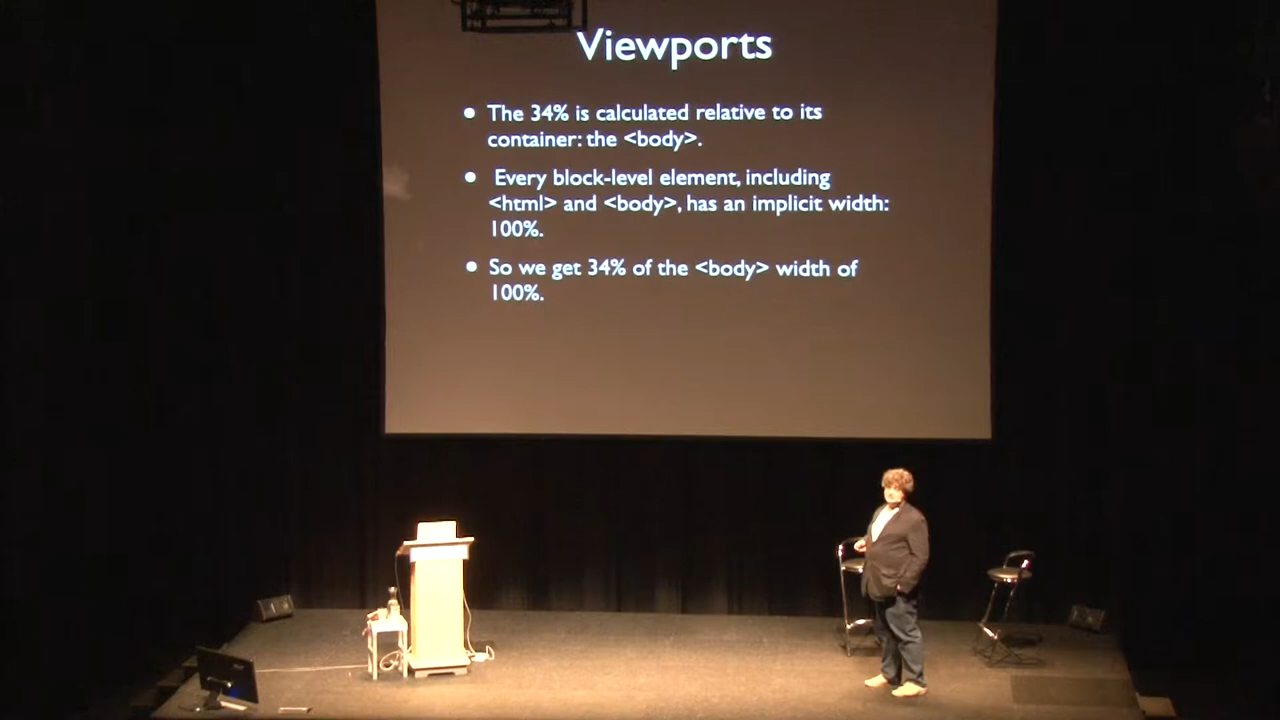 Viewports
• The 34% is calculated relative to its
container: the <body>.
• Every block-level element, including
<html> and <body>, has an implicit width:
100%.
• So we get 34% of the <body> width of
100%.